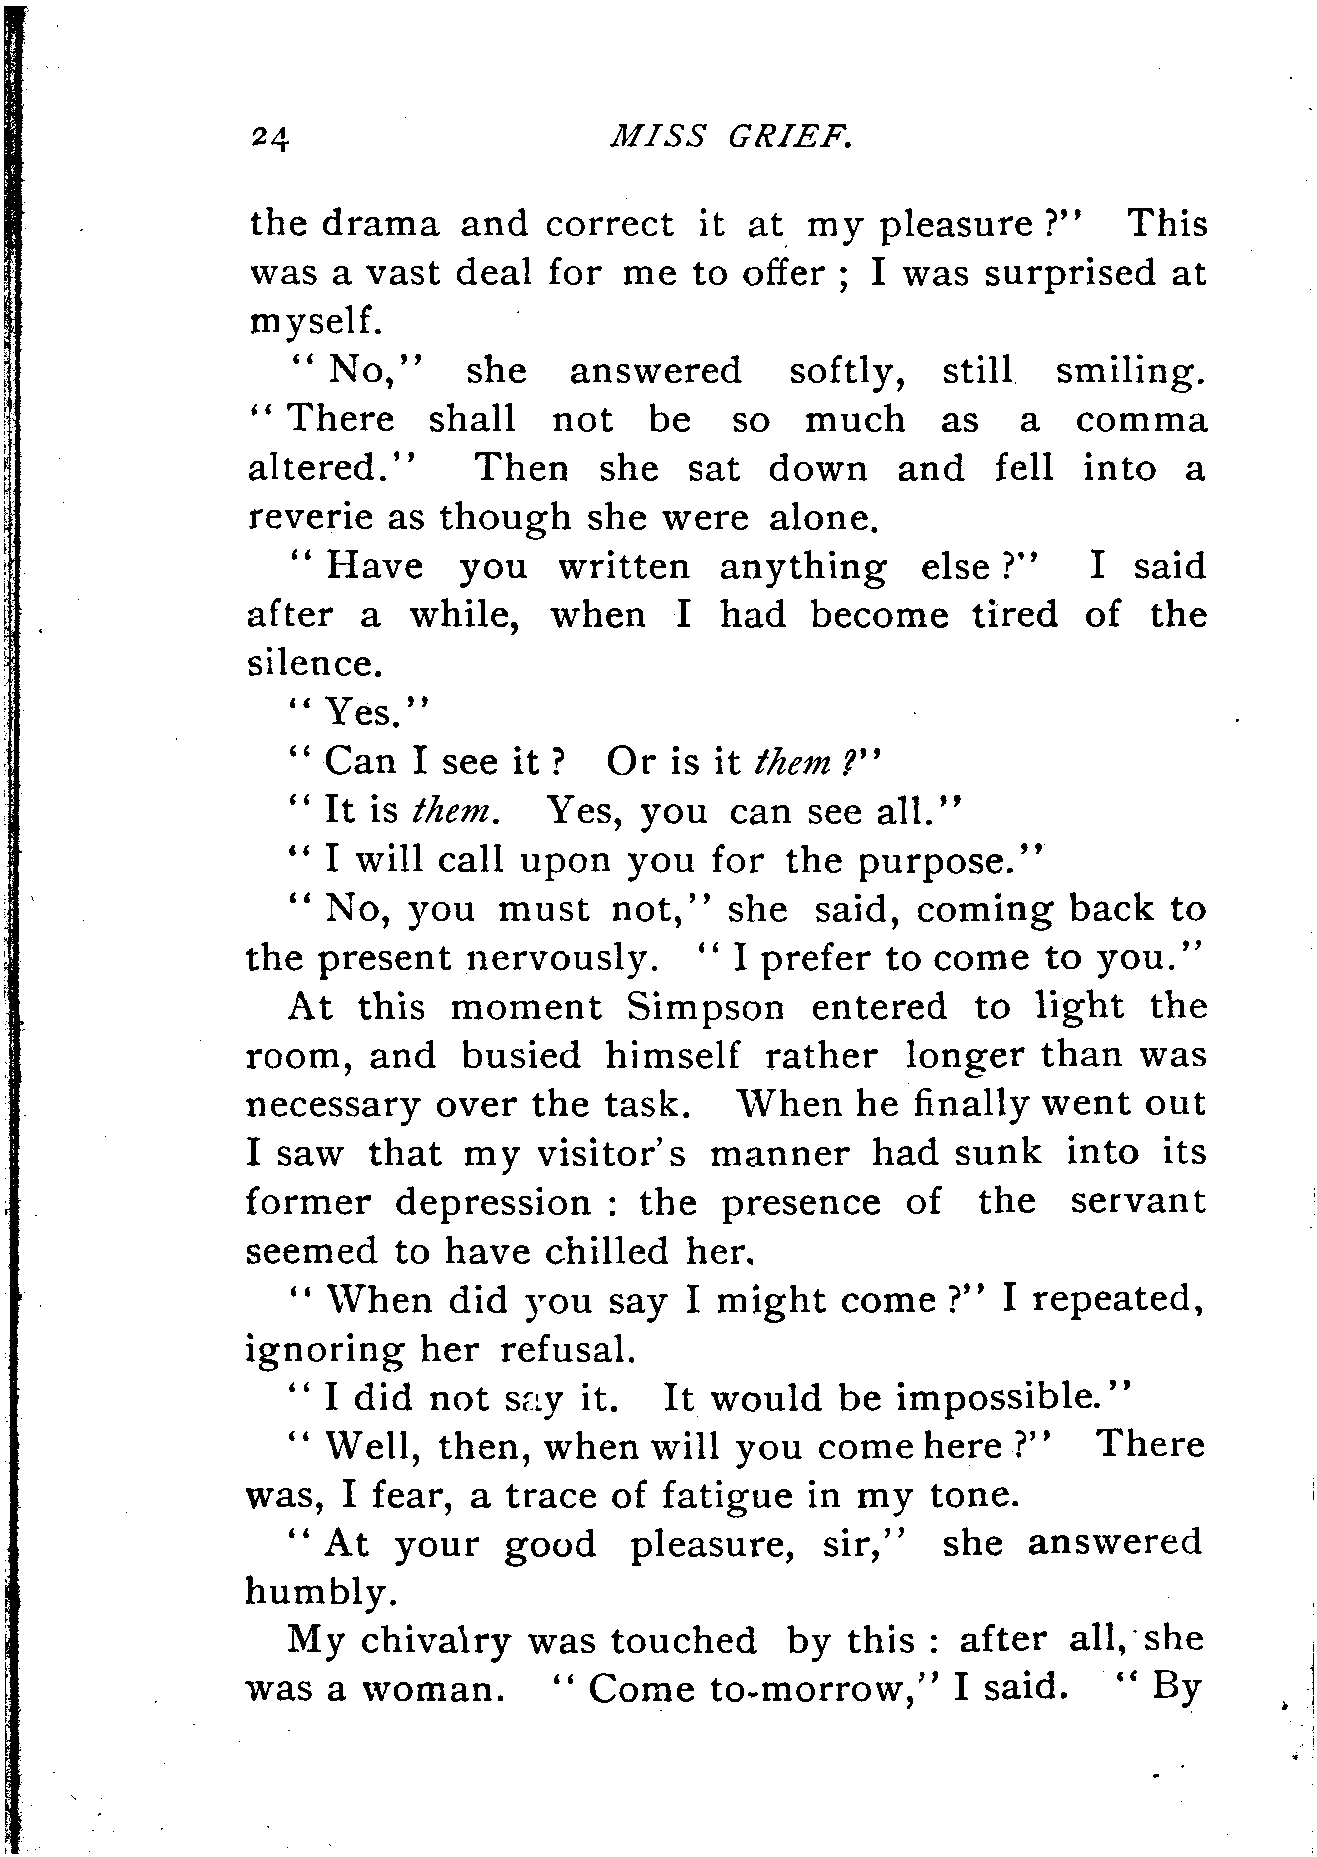 24 MISS GRIEF.
the drama and correct it at my pleasure ?" This
was a vast deal for me to offer ; I was surprised at
myself.
" No," she answered softly, still smiling.
" There shall not be so much as a comma
altered." Then she sat down and fell into a
reverie as though she were alone.
" Have you written anything else ?" I said
after a while, when I had become tired of the
silence.
" Yes."
" Can I see it ? Or is it them ?"
" It is them. Yes, you can see all."
" I will call upon you for the purpose."
" No, you must not," she said, coming back to
the present nervously. " I prefer to come to you."
At this moment Simpson entered to light the
room, and busied himself rather longer than was
necessary over the task. When he finally went out
I saw that my visitor's manner had sunk into its
former depression : the presence of the servant
seemed to have chilled her.
" When did you say I might come ?" I repeated,
ignoring her refusal.
" I did not say it. It would be impossible."
" Well, then, when will you come here ?" There
was, I fear, a trace of fatigue in my tone.
" At your good pleasure, sir," she answered
humbly.
My chivalry was touched by this : after all, she
was a woman. " Come to-morrow," I said. " By